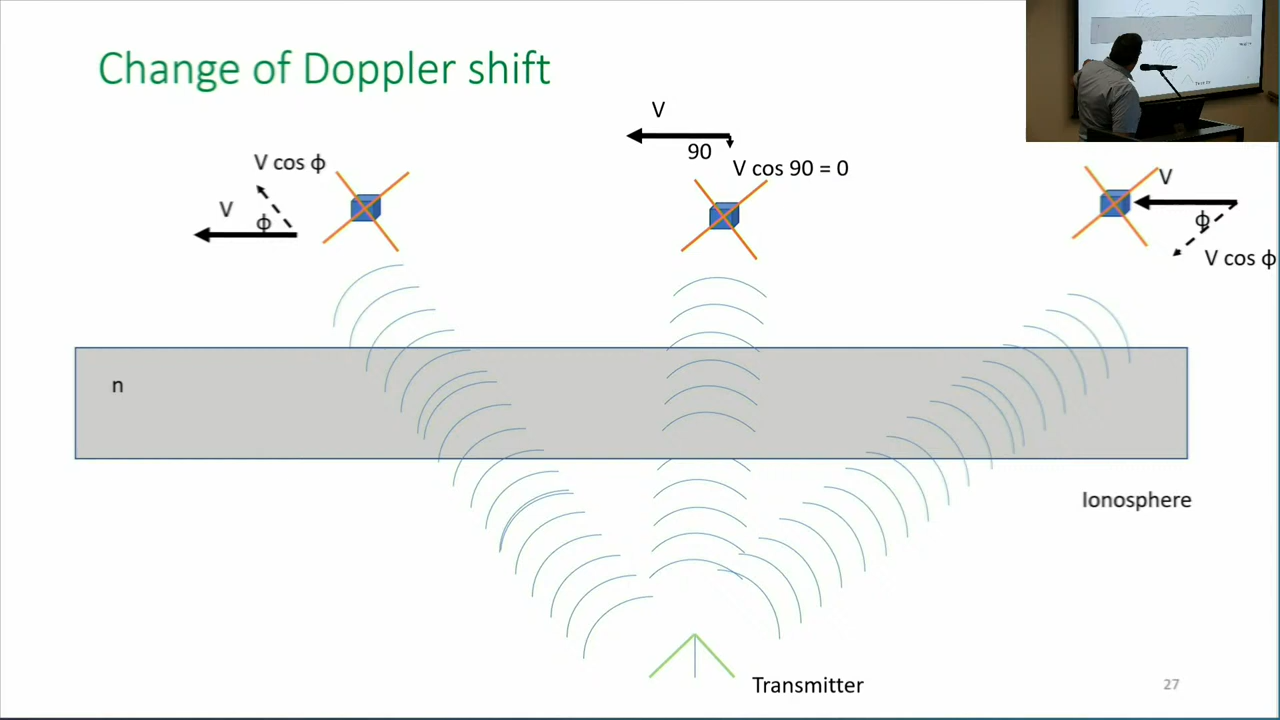 Change of Doppler shift
V
90
V cos 90 = 0
V cos ϕ
V
ϕ
V
ϕ
V cos ϕ
n
Ionosphere
Transmitter
27